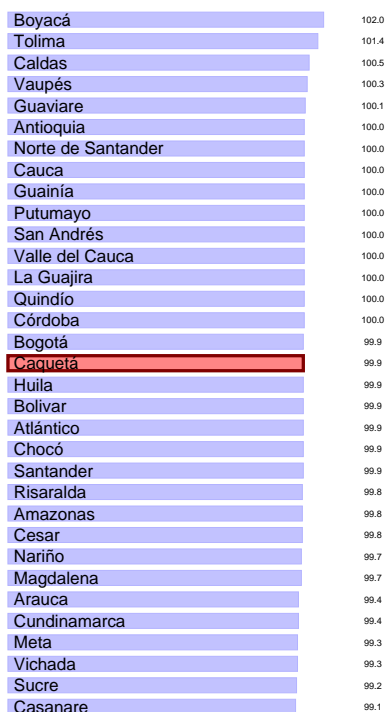 Boyacá 102.0
Tolima 101.4
Caldas 100.5
Vaupés 100.3
Guaviare 100.1
Antioquia 100.0
Norte de Santander 100.0
Cauca 100.0
Guainía 100.0
Putumayo 100.0
San Andrés 100.0
Valle del Cauca 100.0
La Guajira 100.0
Quindío 100.0
Córdoba 100.0
Bogotá 99.9
Caquetá 99.9
Huila 99.9
Bolivar 99.9
Atlántico 99.9
Chocó 99.9
Santander 99.9
Risaralda 99.8
Amazonas 99.8
Cesar 99.8
Nariño 99.7
Magdalena 99.7
Arauca 99.4
Cundinamarca 99.4
Meta 99.3
Vichada 99.3
Sucre 99.2
Casanare 99.1